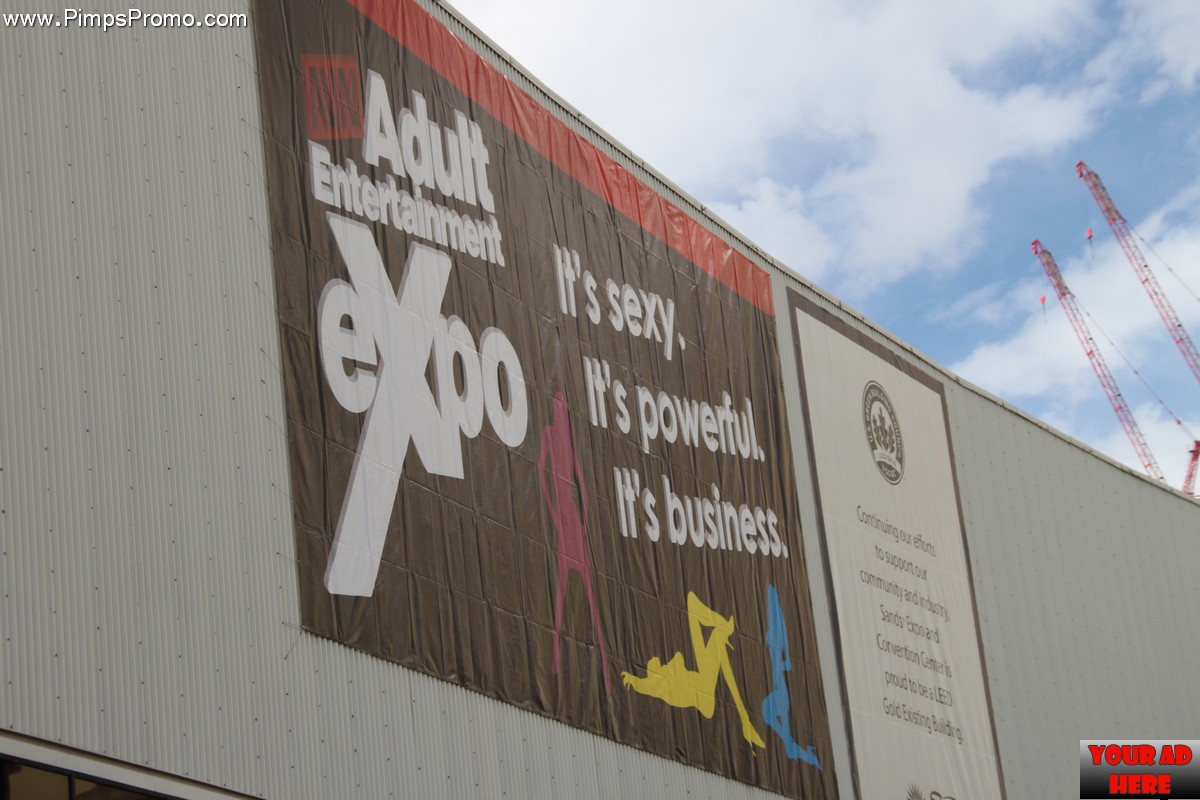 www.PimpsPromo.com
Adult
Entertainment
eXpo
It's sexy.
It's powerful.
It's business.
Continuing our efforts
to support our
community and industry,
Sands Expo and
Convention Center is
proud to be a LEED
Gold Existing Building.
YOUR AD
HERE